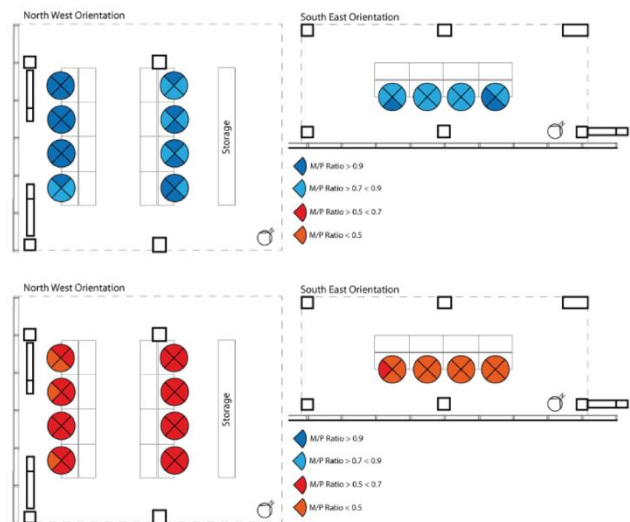 North West Orientation
Storage
South East Orientation
M/P Ratio > 0.9
M/P Ratio > 0.7 < 0.9
M/P Ratio > 0.5 < 0.7
M/P Ratio < 0.5
North West Orientation
Storage
South East Orientation
M/P Ratio > 0.9
M/P Ratio > 0.7 < 0.9
M/P Ratio > 0.5 < 0.7
M/P Ratio < 0.5